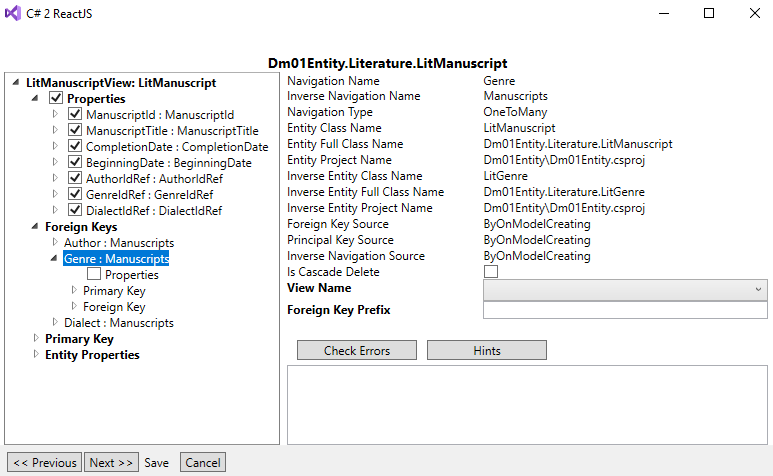 C# 2 ReactJS
Dm01Entity.Literature.LitManuscript
LitManuscriptView: LitManuscript
Properties
ManuscriptId : ManuscriptId
ManuscriptTitle : ManuscriptTitle
CompletionDate : CompletionDate
BeginningDate : BeginningDate
AuthorIdRef : AuthorIdRef
GenreIdRef : GenreIdRef
DialectIdRef : DialectIdRef
Foreign Keys
Author : Manuscripts
Genre : Manuscripts
Properties
Primary Key
Foreign Key
Dialect : Manuscripts
Primary Key
Entity Properties
Navigation Name Genre
Inverse Navigation Name Manuscripts
Navigation Type OneToMany
Entity Class Name LitManuscript
Entity Full Class Name Dm01Entity.Literature.LitManuscript
Entity Project Name Dm01Entity\Dm01Entity.csproj
Inverse Entity Class Name LitGenre
Inverse Entity Full Class Name Dm01Entity.Literature.LitGenre
Inverse Entity Project Name Dm01Entity\Dm01Entity.csproj
Foreign Key Source ByOnModelCreating
Principal Key Source ByOnModelCreating
Inverse Navigation Source ByOnModelCreating
Is Cascade Delete
View Name
Foreign Key Prefix
Check Errors Hints
<< Previous Next >> Save Cancel